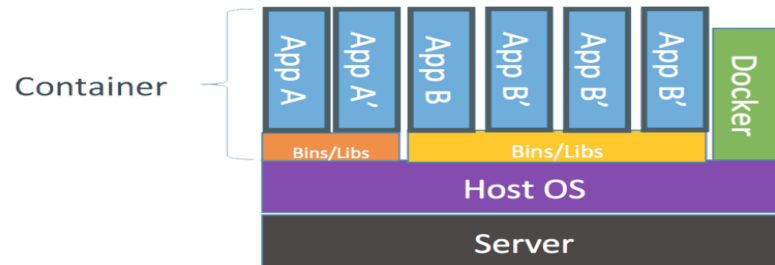 Container
App A
App A’
App B
App B’
App B’
App B’
Docker
Bins/Libs
Bins/Libs
Host OS
Server